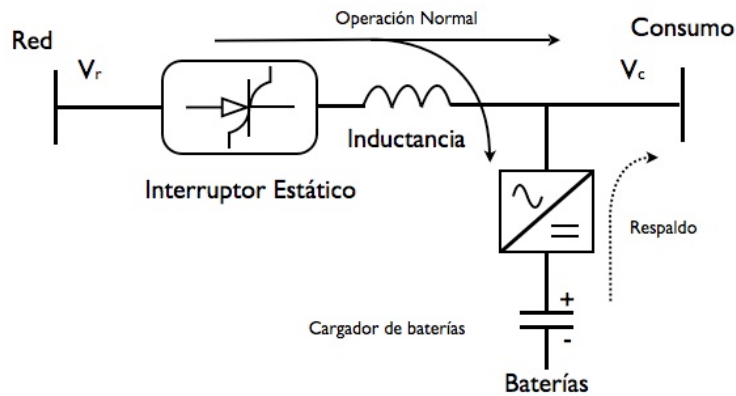 Operación Normal
Red
Consumo
Vr
Vc
Inductancia
Interruptor Estático
Respaldo
+
Cargador de baterías
-
Baterías